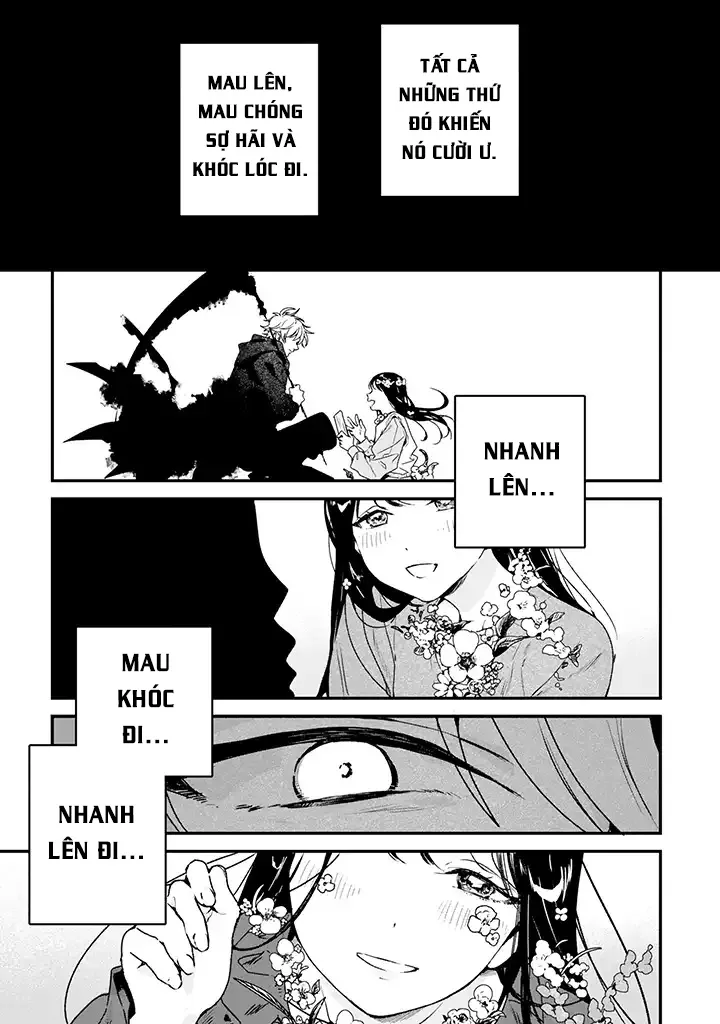 TẤT CẢ
NHỮNG THỨ
ĐÓ KHIẾN
NÓ CƯỜI Ư.
MAU LÊN,
MAU CHÓNG
SỢ HÃI VÀ
KHÓC LÓC ĐI.
NHANH
LÊN...
MAU
KHÓC
ĐI...
NHANH
LÊN ĐI...